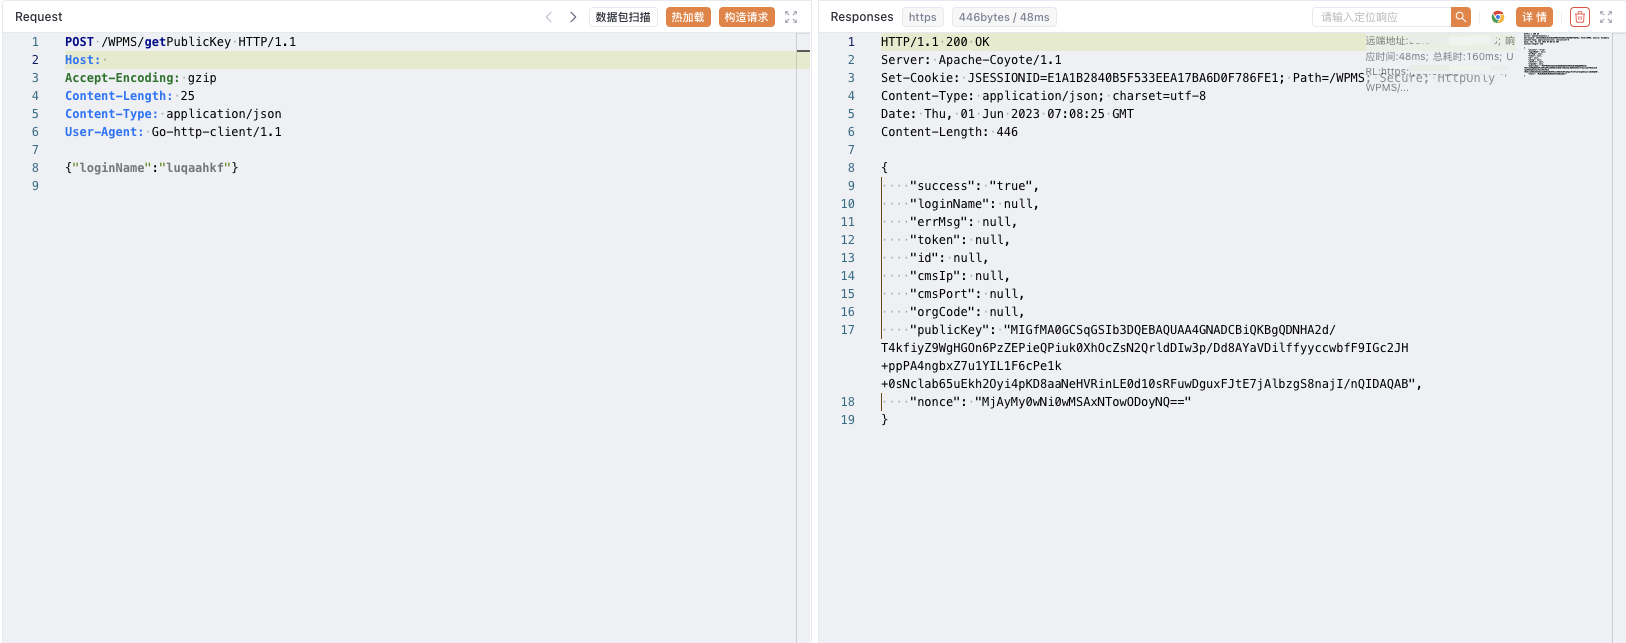 Request
数据包扫描
热加载
构造请求
1 POST /WPMS/getPublicKey HTTP/1.1
2 Host:
3 Accept-Encoding: gzip
4 Content-Length: 25
5 Content-Type: application/json
6 User-Agent: Go-http-client/1.1
7
8 {"loginName":"luqaahkf"}
9
Responses
https
446bytes / 48ms
请输入定位响应
详 情
远端地址:
; 响
应时间:48ms; 总耗时:160ms; U
RL:https:
WPMS/...
1 HTTP/1.1 200 OK
2 Server: Apache-Coyote/1.1
3 Set-Cookie: JSESSIONID=E1A1B2840B5F533EEA17BA6D0F786FE1; Path=/WPMS; Secure; HttpOnly
4 Content-Type: application/json; charset=utf-8
5 Date: Thu, 01 Jun 2023 07:08:25 GMT
6 Content-Length: 446
7
8 {
9 "success": "true",
10 "loginName": null,
11 "errMsg": null,
12 "token": null,
13 "id": null,
14 "cmsIp": null,
15 "cmsPort": null,
16 "orgCode": null,
17 "publicKey": "MIGfMA0GCSqGSIb3DQEBAQUAA4GNADCBiQKBgQDNHA2d/
T4kfiyZ9WgHGOn6PzZEPieQPiuk0XhOcZsN2QrldDIw3p/Dd8AYaVDilffyyccwbfF9IGc2JH
+ppPA4ngbxZ7u1YIL1F6cPe1k
+0sNclab65uEkh2Oyi4pKD8aaNeHVRinLE0d10sRFuwDguxFJtE7jAlbzgS8najI/nQIDAQAB",
18 "nonce": "MjAyMy0wNi0wMSAxNTowODoyNQ=="
19 }